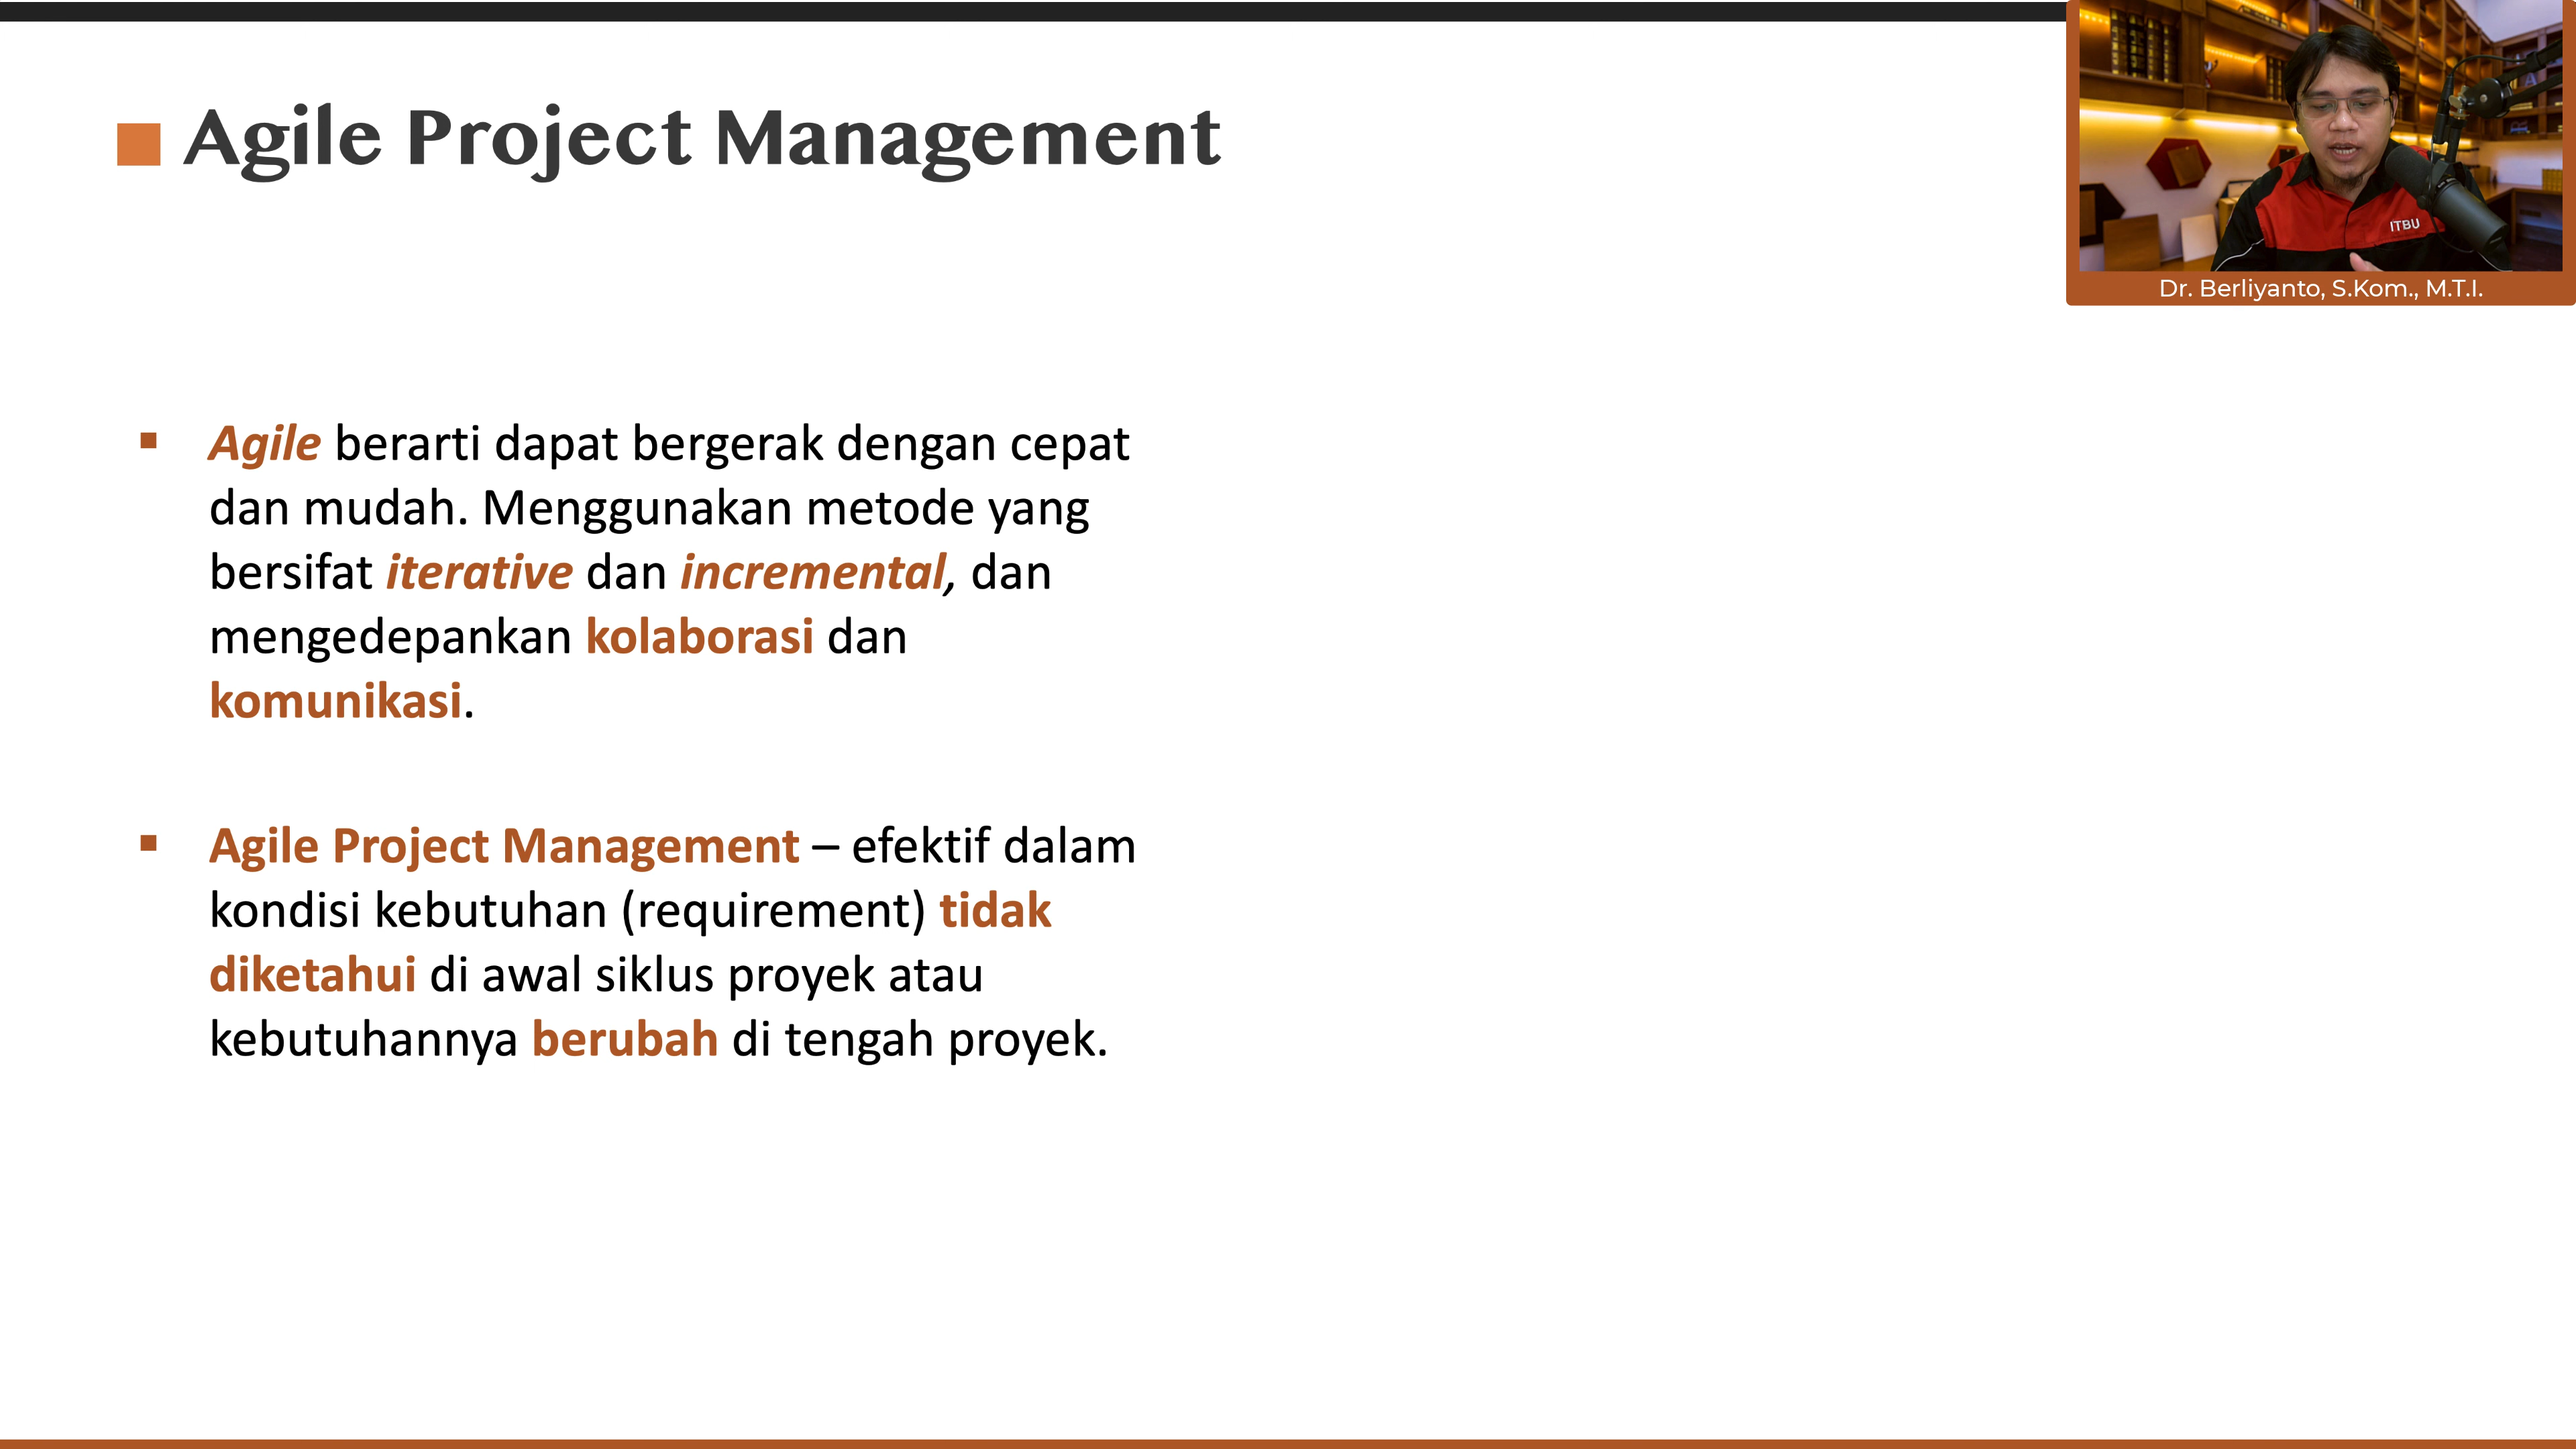 Agile Project Management
ITBU
Dr. Berliyanto, S.Kom., M.T.I.
Agile berarti dapat bergerak dengan cepat
dan mudah. Menggunakan metode yang
bersifat iterative dan incremental, dan
mengedepankan kolaborasi dan
komunikasi.
Agile Project Management – efektif dalam
kondisi kebutuhan (requirement) tidak
diketahui di awal siklus proyek atau
kebutuhannya berubah di tengah proyek.